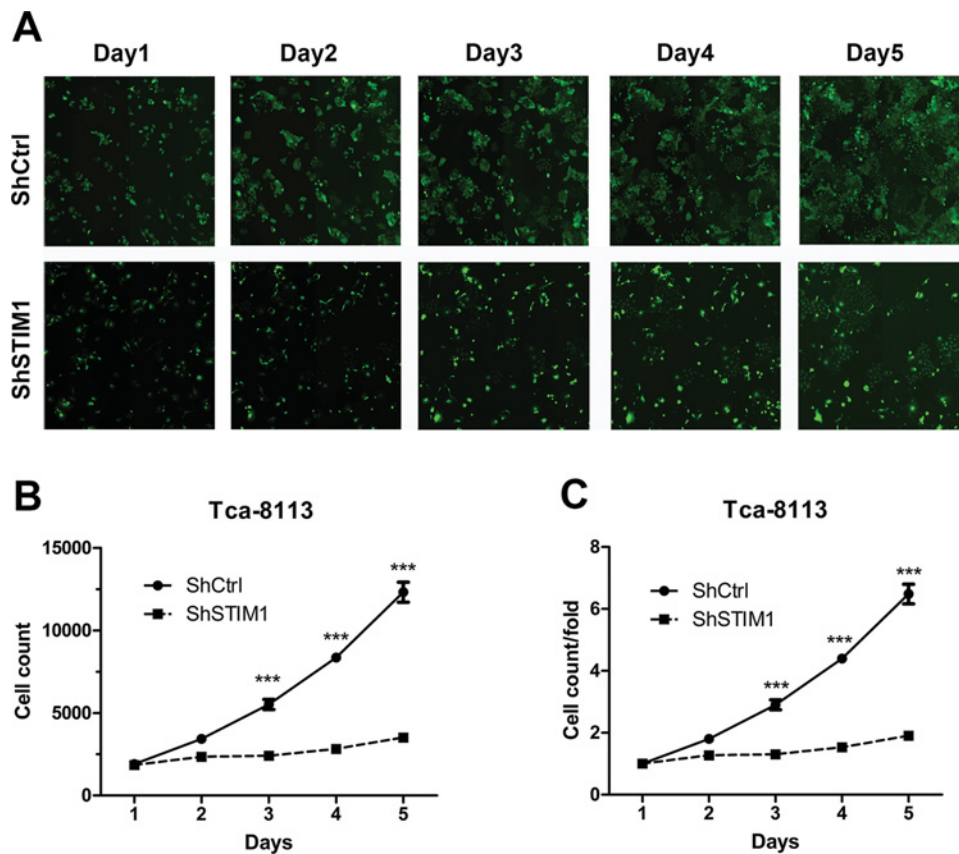 A
Day1 Day2 Day3 Day4 Day5
ShCtrl
ShSTIM1
B
Tca-8113
15000
10000
5000
0
Cell count
ShCtrl
ShSTIM1
***
***
***
1 2 3 4 5
Days
C
Tca-8113
8
6
4
2
0
Cell count/fold
ShCtrl
ShSTIM1
***
***
***
1 2 3 4 5
Days